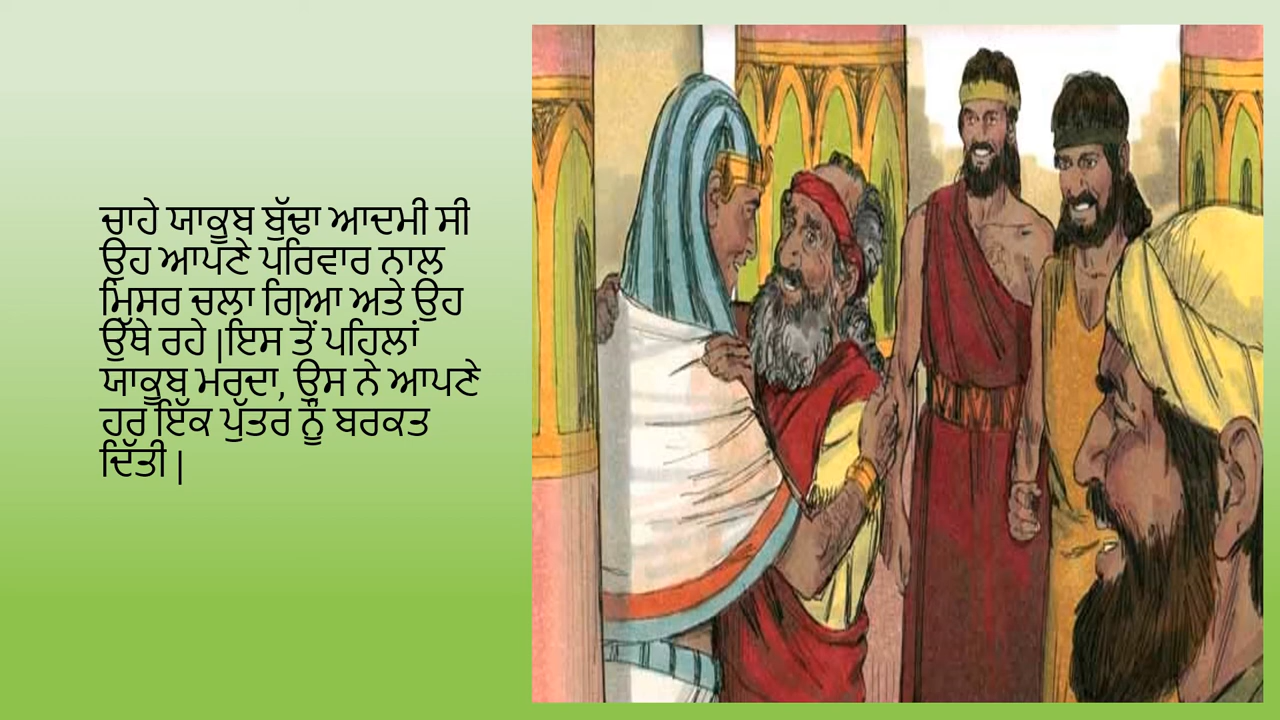 ਚਾਹੇ ਯਾਕੂਬ ਬੁੱਢਾ ਆਦਮੀ ਸੀ
ਉਹ ਆਪਣੇ ਪਰਿਵਾਰ ਨਾਲ
ਮਿਸਰ ਚਲਾ ਗਿਆ ਅਤੇ ਉਹ
ਉੱਥੇ ਰਹੇ |ਇਸ ਤੋਂ ਪਹਿਲਾਂ
ਯਾਕੂਬ ਮਰਦਾ, ਉਸ ਨੇ ਆਪਣੇ
ਹਰ ਇੱਕ ਪੁੱਤਰ ਨੂੰ ਬਰਕਤ
ਦਿੱਤੀ |